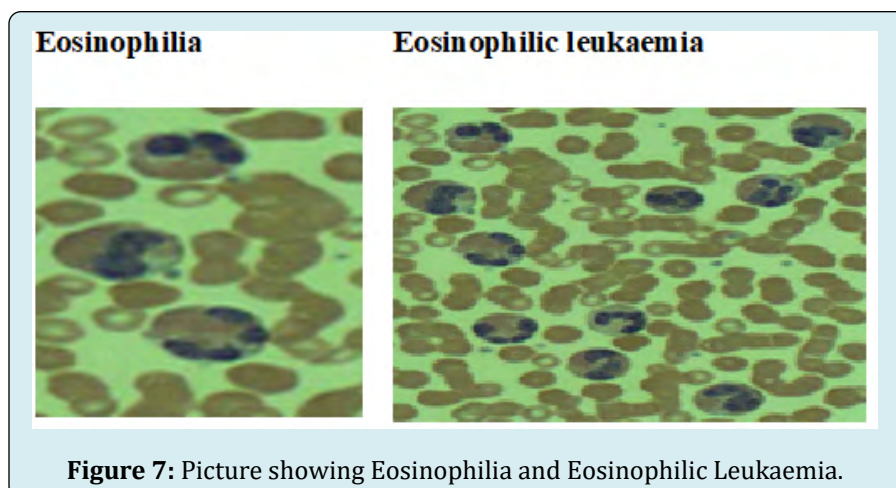 Eosinophilia
Eosinophilic leukaemia
Figure 7: Picture showing Eosinophilia and Eosinophilic Leukaemia.